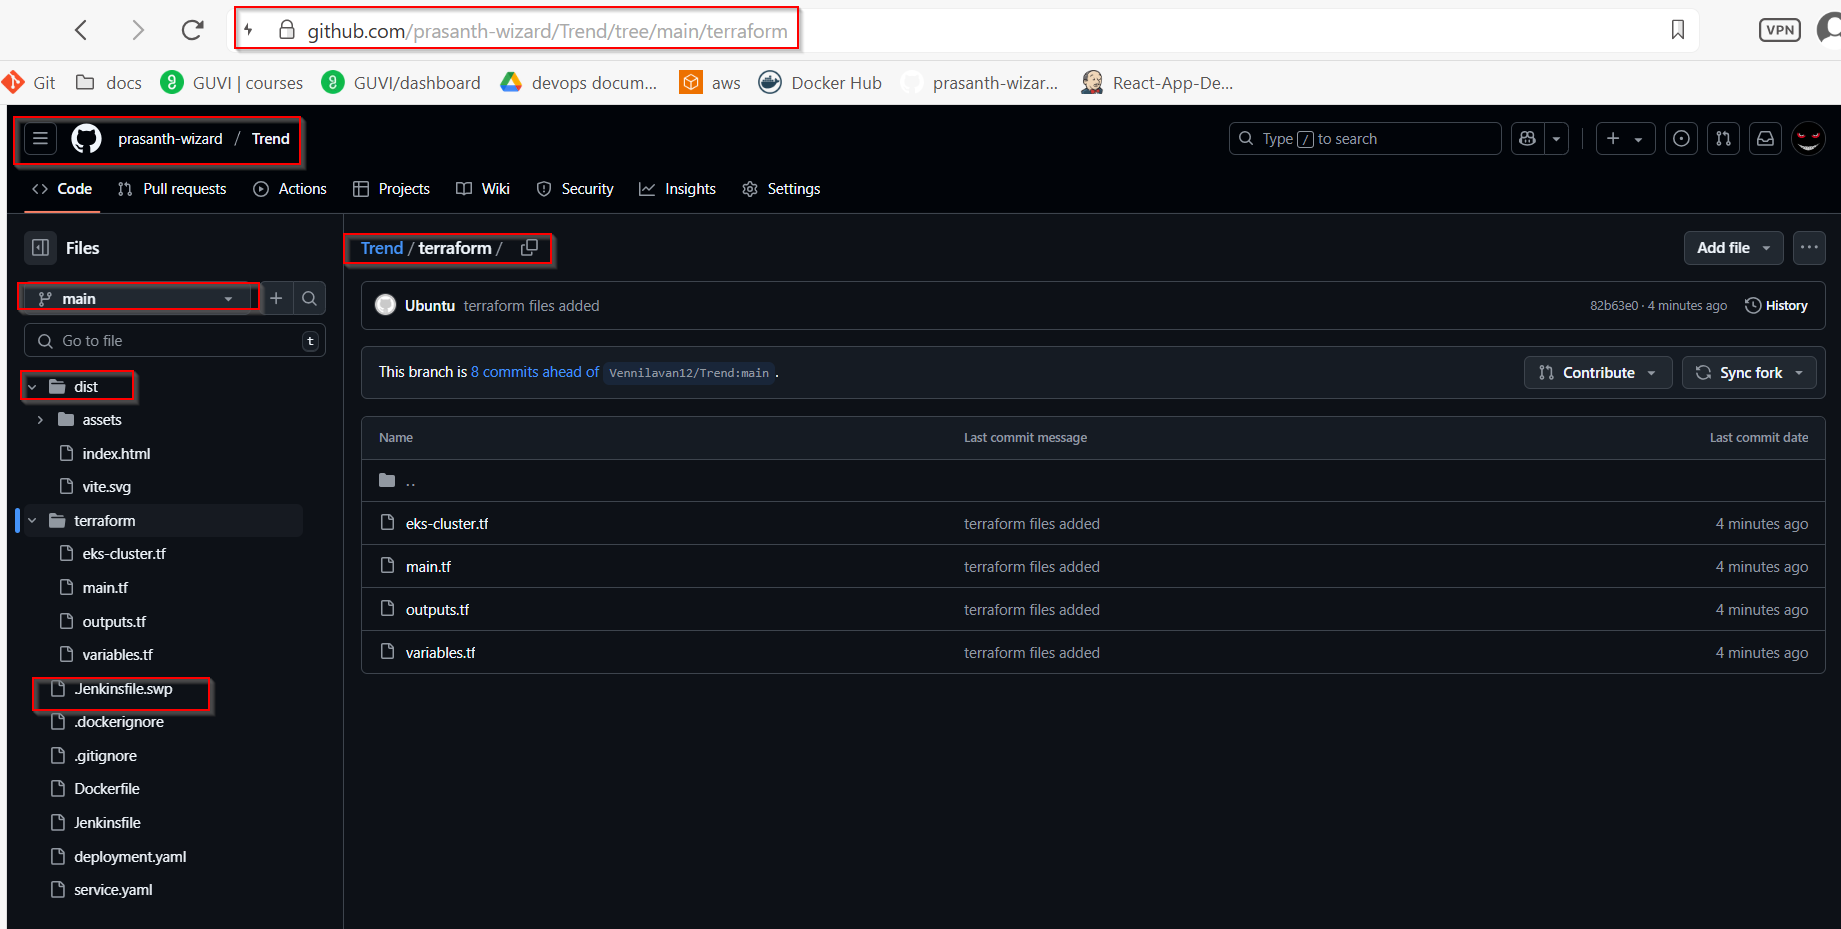 github.com/prasanth-wizard/Trend/tree/main/terraform
VPN
Git docs GUVI | courses GUVI/dashboard devops docum... aws Docker Hub prasanth-wizar... React-App-De...
prasanth-wizard / Trend
Type / to search
Code Pull requests Actions Projects Wiki Security Insights Settings
Files
main
Go to file t
dist
assets
index.html
vite.svg
terraform
eks-cluster.tf
main.tf
outputs.tf
variables.tf
.Jenkinsfile.swp
.dockerignore
.gitignore
Dockerfile
Jenkinsfile
deployment.yaml
service.yaml
Trend / terraform /
Add file
Ubuntu terraform files added 82b63e0 · 4 minutes ago History
This branch is 8 commits ahead of Vennilavan12/Trend:main .
Contribute Sync fork
Name Last commit message Last commit date
..
eks-cluster.tf terraform files added 4 minutes ago
main.tf terraform files added 4 minutes ago
outputs.tf terraform files added 4 minutes ago
variables.tf terraform files added 4 minutes ago